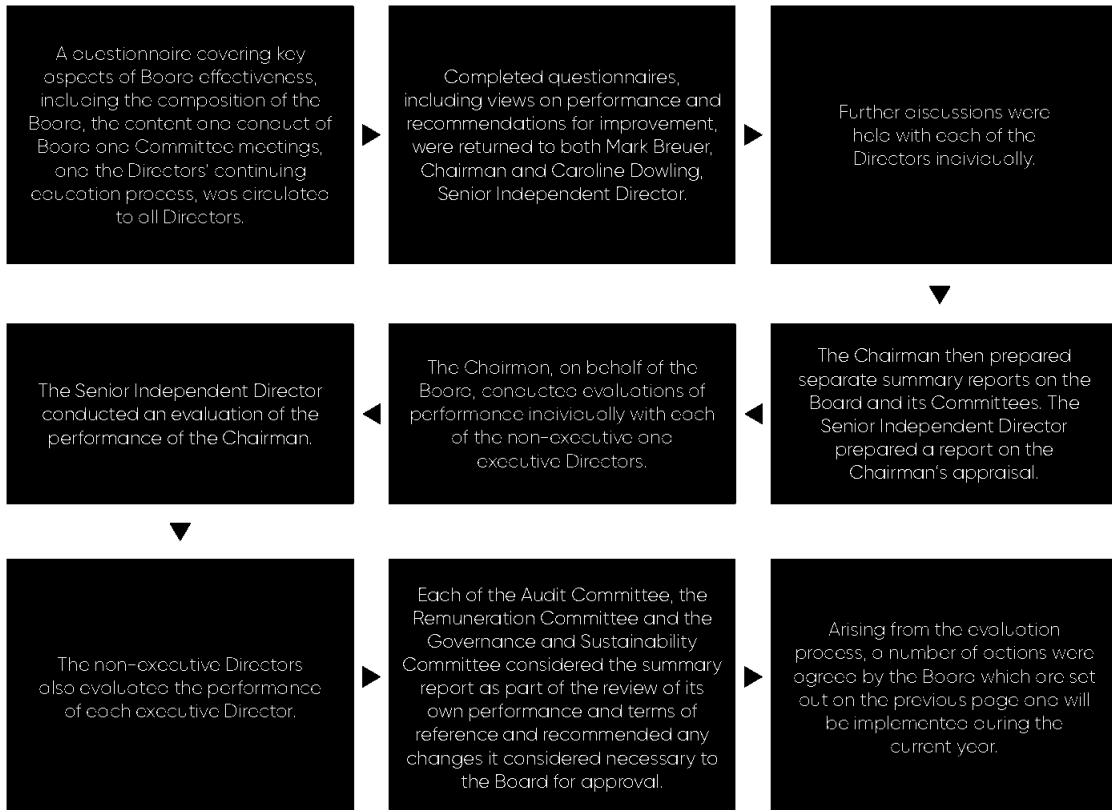 A questionnaire covering key
aspects of Board effectiveness,
including the composition of the
Board, the content and conduct of
Board and Committee meetings,
and the Directors' continuing
education process, was circulated
to all Directors.
Completed questionnaires,
including views on performance and
recommendations for improvement,
were returned to both Mark Breuer,
Chairman and Caroline Dowling,
Senior Independent Director.
Further discussions were
held with each of the
Directors individually.
The Chairman then prepared
separate summary reports on the
Board and its Committees. The
Senior Independent Director
prepared a report on the
Chairman's appraisal.
The Chairman, on behalf of the
Board, conducted evaluations of
performance individually with each
of the non-executive and
executive Directors.
The Senior Independent Director
conducted an evaluation of the
performance of the Chairman.
The non-executive Directors
also evaluated the performance
of each executive Director.
Each of the Audit Committee, the
Remuneration Committee and the
Governance and Sustainability
Committee considered the summary
report as part of the review of its
own performance and terms of
reference and recommended any
changes it considered necessary to
the Board for approval.
Arising from the evaluation
process, a number of actions were
agreed by the Board which are set
out on the previous page and will
be implemented during the
current year.